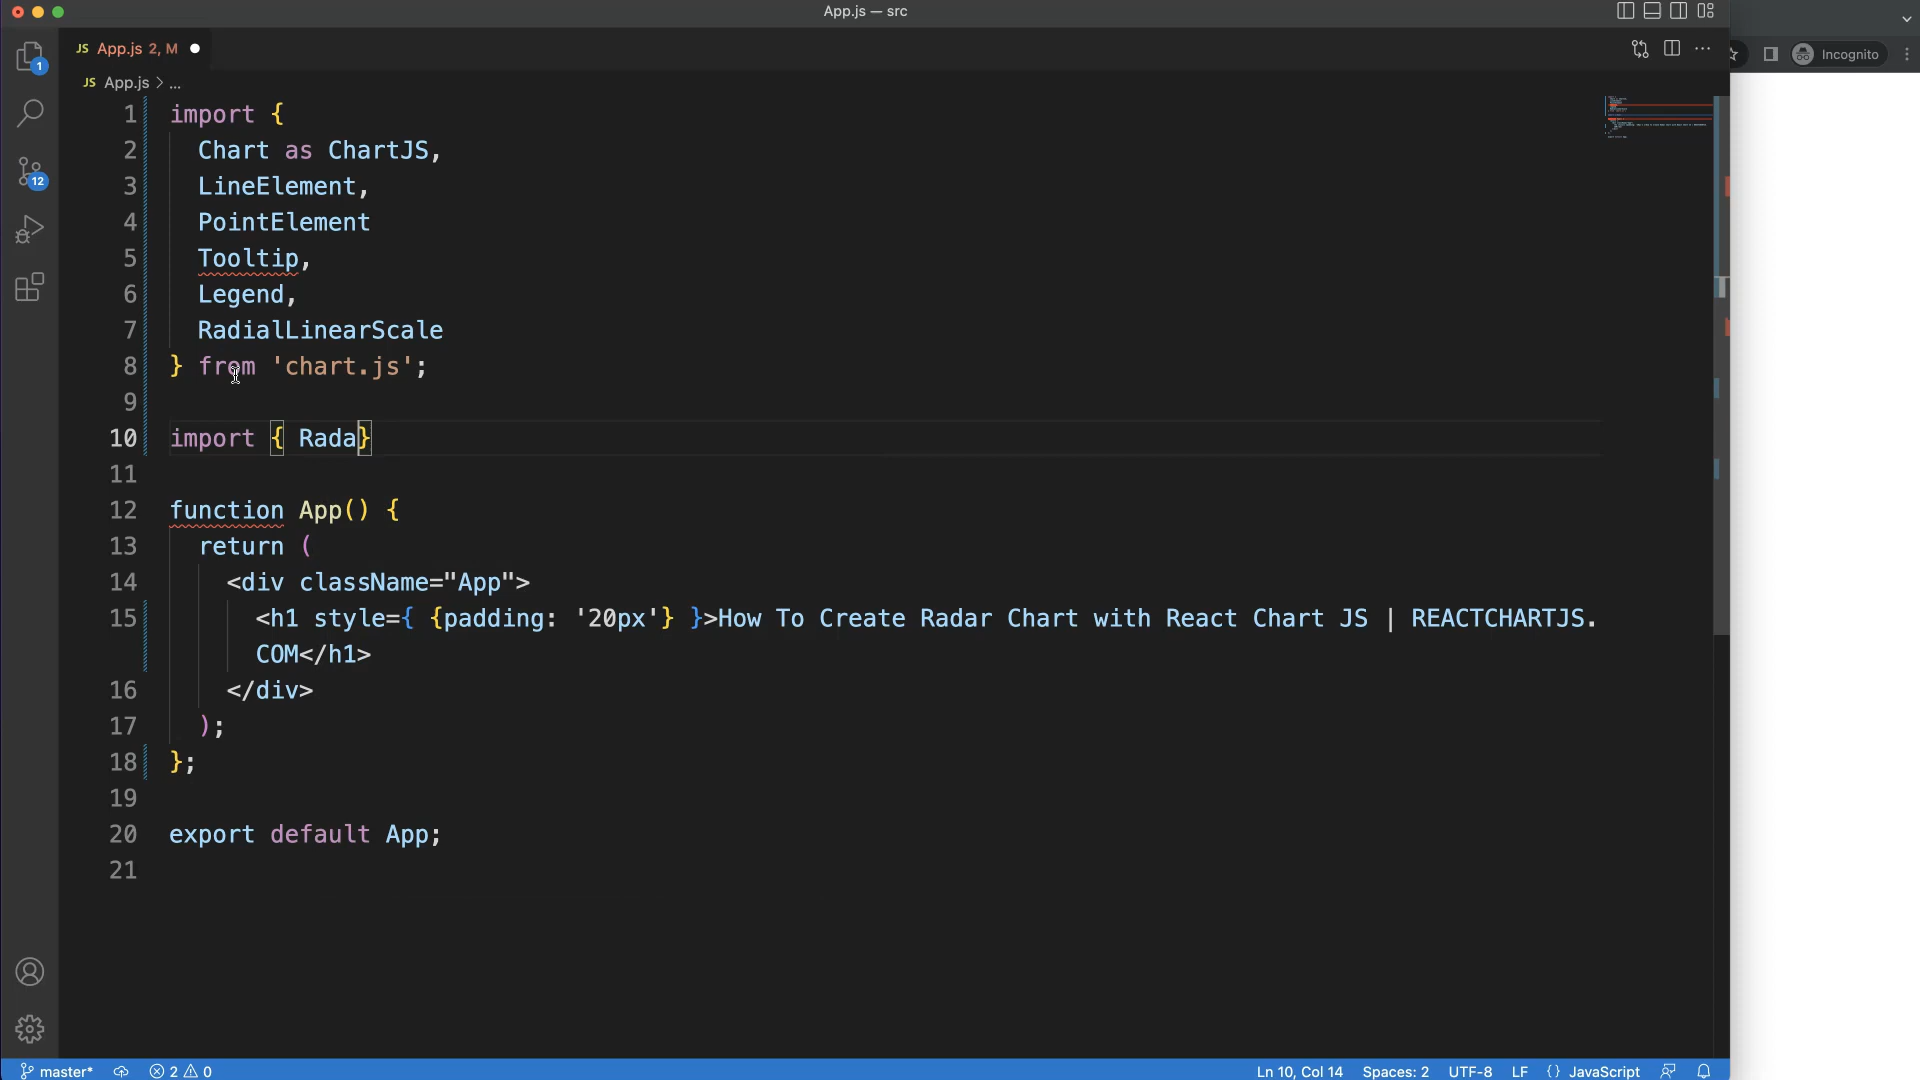 App.js — src
JS App.js 2, M
Incognito
JS App.js > ...
1
1 import {
2 Chart as ChartJS,
3 LineElement,
4 PointElement
5 Tooltip,
6 Legend,
7 RadialLinearScale
8 } from 'chart.js';
9
10 import { Rada}
11
12 function App() {
13 return (
14 <div className="App">
15 <h1 style={ {padding: '20px'} }>How To Create Radar Chart with React Chart JS | REACTCHARTJS.
COM</h1>
16 </div>
17 );
18 };
19
20 export default App;
21
12
master* 2 0 Ln 10, Col 14 Spaces: 2 UTF-8 LF {} JavaScript